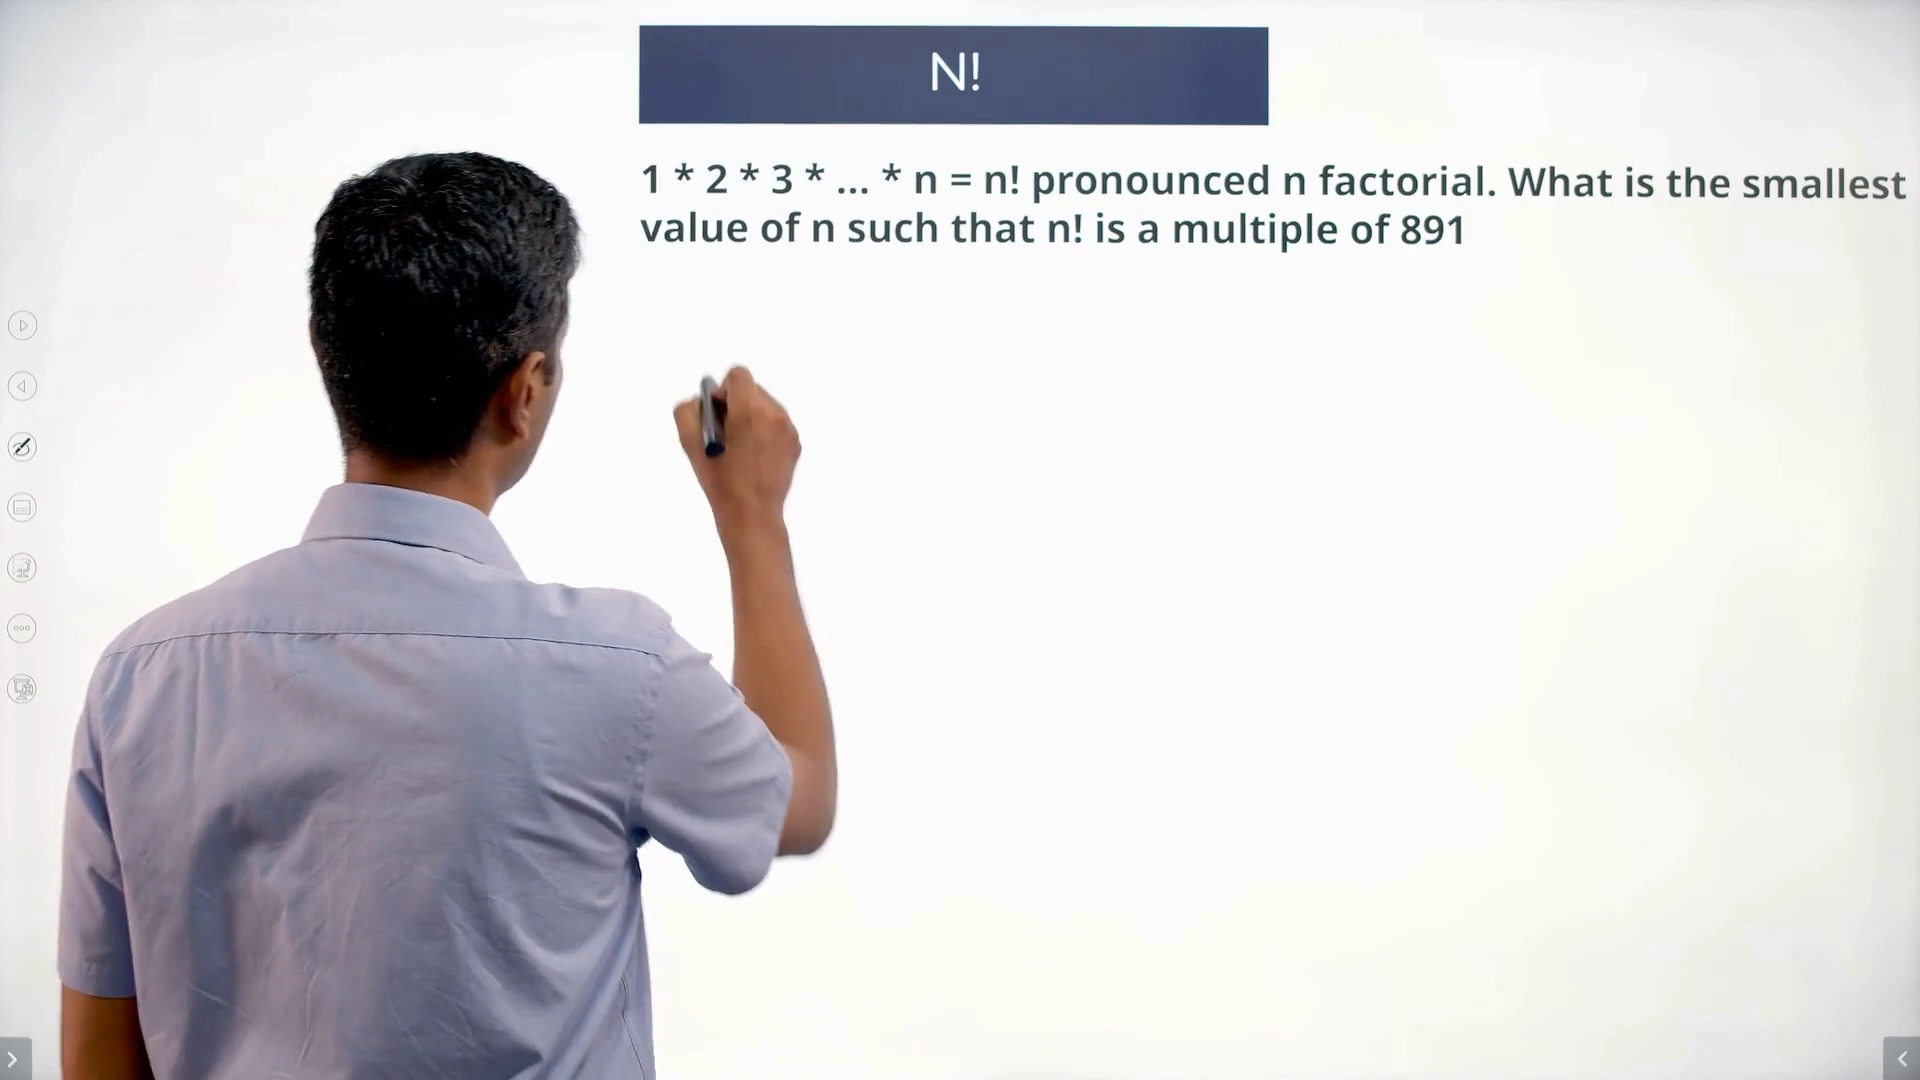 N!
1 * 2 * 3 * ... * n = n! pronounced n factorial. What is the smallest
value of n such that n! is a multiple of 891